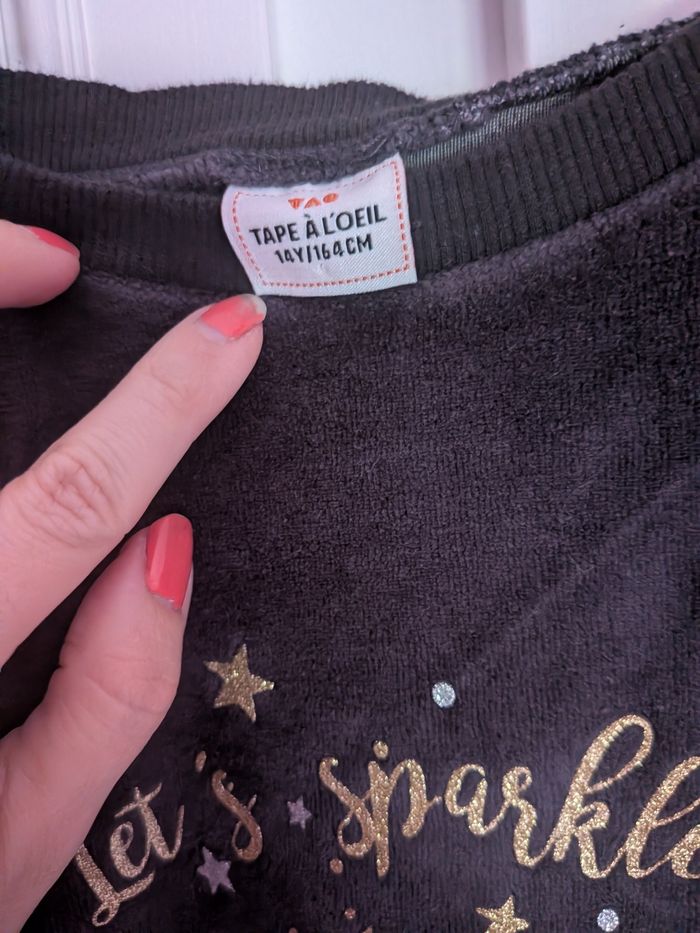 TAO
TAPE À L'OEIL
14Y/164CM
Let's sparkle